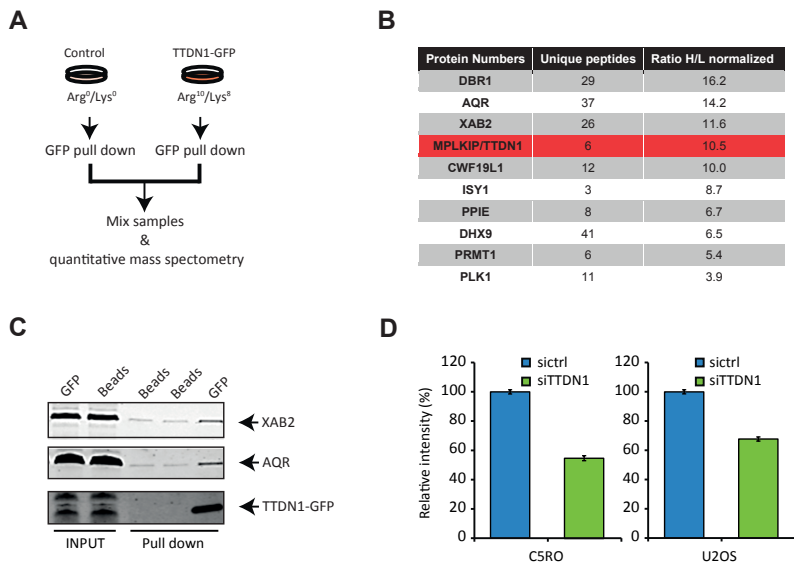 A
Control
TTDN1-GFP
Arg⁰/Lys⁰
Arg¹⁰/Lys⁸
GFP pull down
GFP pull down
Mix samples
&
quantitative mass spectometry
B
Protein Numbers Unique peptides Ratio H/L normalized
DBR1 29 16.2
AQR 37 14.2
XAB2 26 11.6
MPLKIP/TTDN1 6 10.5
CWF19L1 12 10.0
ISY1 3 8.7
PPIE 8 6.7
DHX9 41 6.5
PRMT1 6 5.4
PLK1 11 3.9
C
GFP Beads Beads Beads GFP
XAB2
AQR
TTDN1-GFP
INPUT Pull down
D
Relative intensity (%)
120
100
80
60
40
20
0
sictrl
siTTDN1
C5RO
120
100
80
60
40
20
0
sictrl
siTTDN1
U2OS